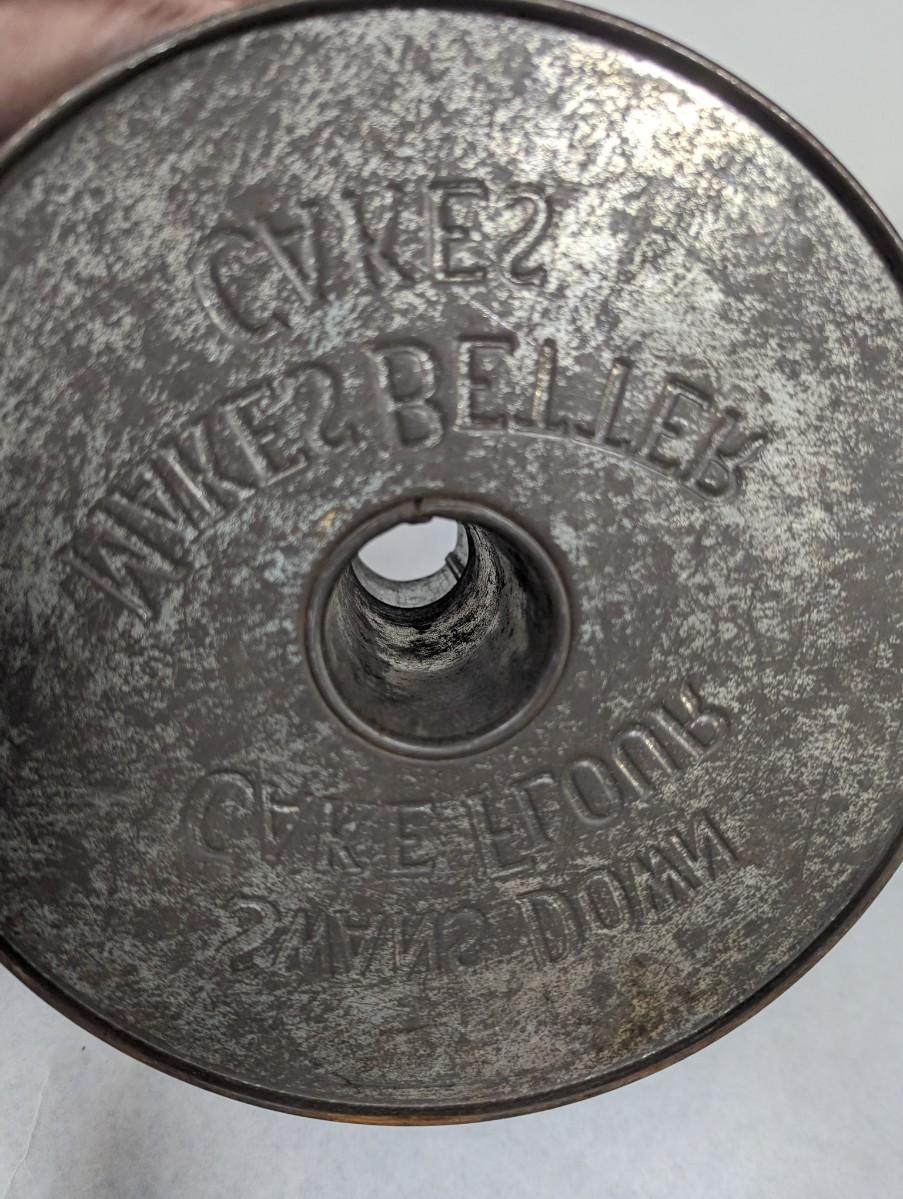 SWANS DOWN
CAKE FLOUR
MAKES BETTER
CAKES